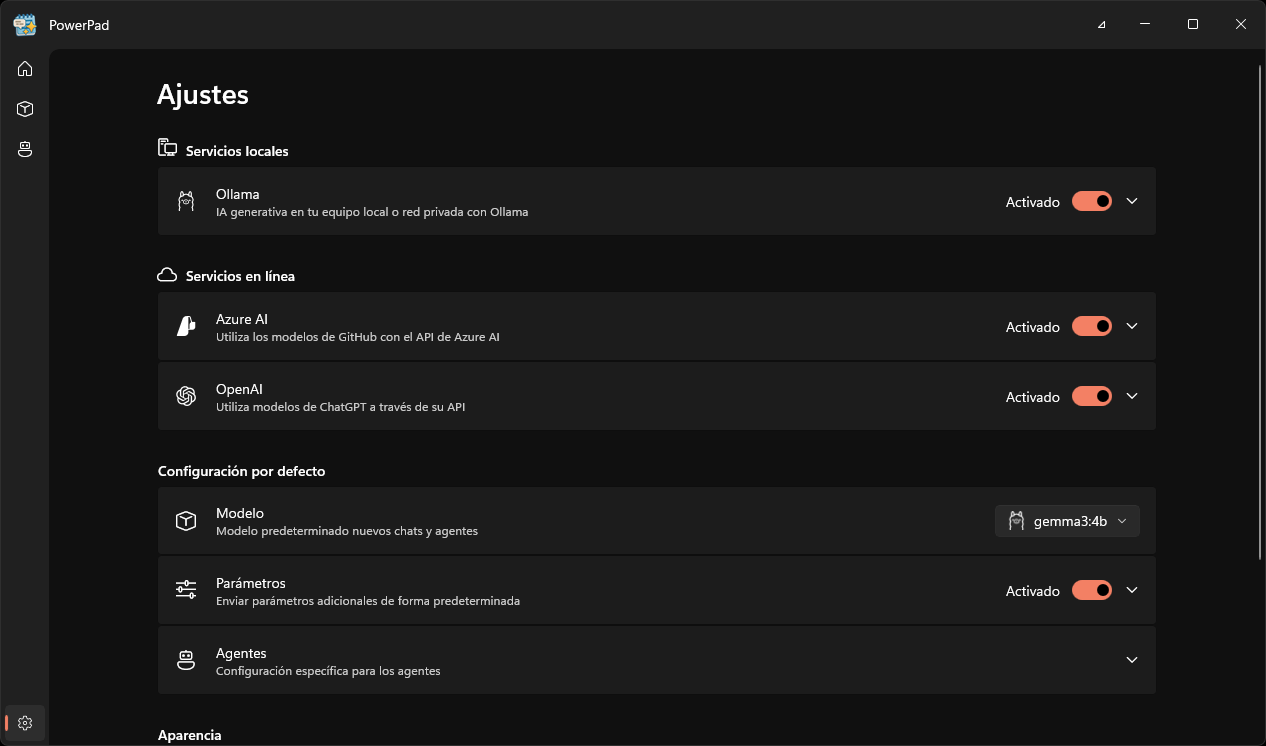 PowerPad
Ajustes
Servicios locales
Ollama
IA generativa en tu equipo local o red privada con Ollama
Activado
Servicios en línea
Azure AI
Utiliza los modelos de GitHub con el API de Azure AI
Activado
OpenAI
Utiliza modelos de ChatGPT a través de su API
Activado
Configuración por defecto
Modelo
Modelo predeterminado nuevos chats y agentes
gemma3:4b
Parámetros
Enviar parámetros adicionales de forma predeterminada
Activado
Agentes
Configuración específica para los agentes
Aparencia